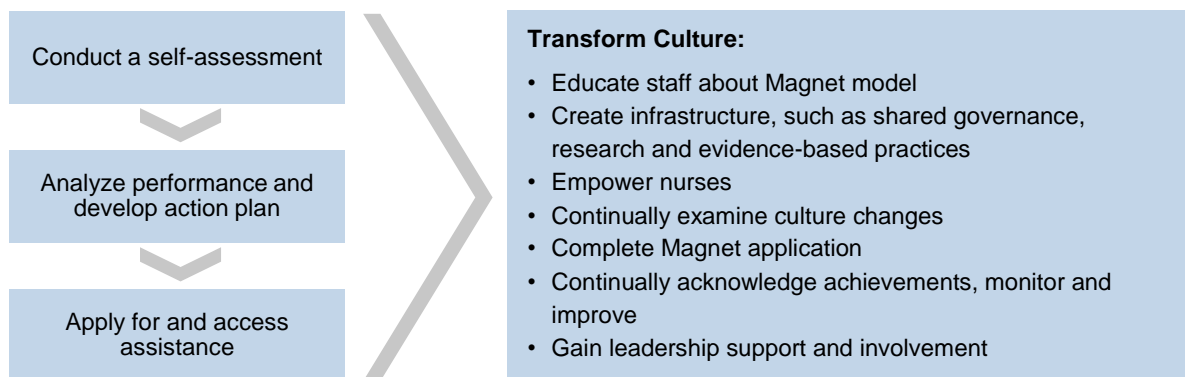 Conduct a self-assessment
Analyze performance and
develop action plan
Apply for and access
assistance
Transform Culture:
• Educate staff about Magnet model
• Create infrastructure, such as shared governance,
research and evidence-based practices
• Empower nurses
• Continually examine culture changes
• Complete Magnet application
• Continually acknowledge achievements, monitor and
improve
• Gain leadership support and involvement